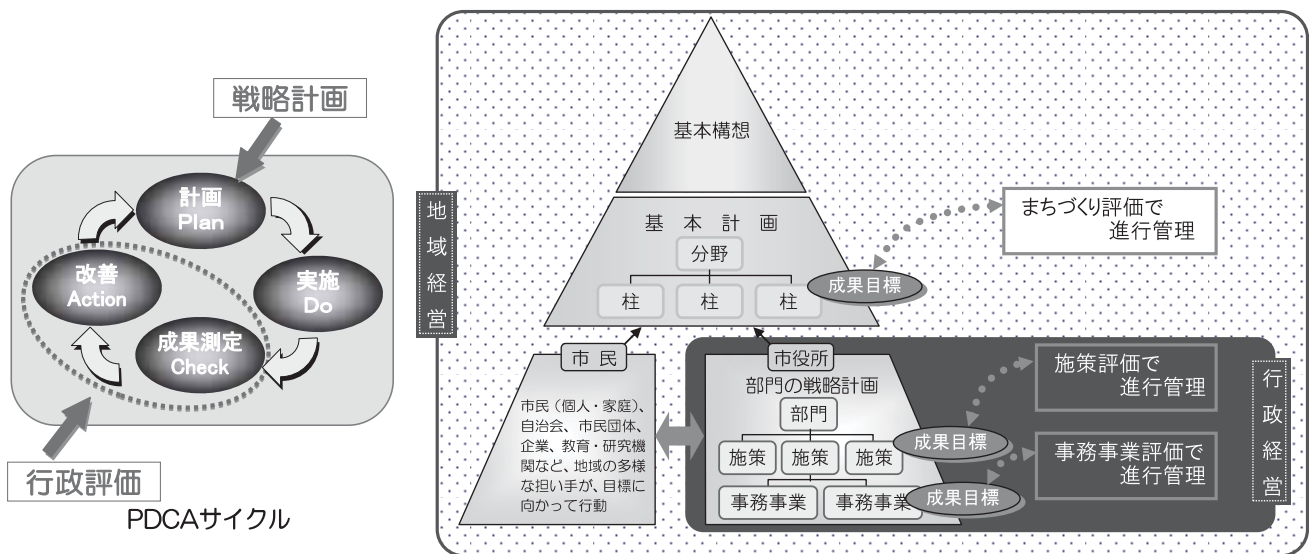 戦略計画
計画
Plan
実施
Do
成果測定
Check
改善
Action
行政評価
PDCAサイクル
地域経営
基本構想
基本計画
分野
柱
柱
柱
成果目標
まちづくり評価で
進行管理
市民
市民（個人・家庭）、
自治会、市民団体、
企業、教育・研究機
関など、地域の多様
な担い手が、目標に
向かって行動
市役所
部門の戦略計画
部門
施策
施策
施策
成果目標
事務事業
事務事業
成果目標
施策評価で
進行管理
事務事業評価で
進行管理
行政経営